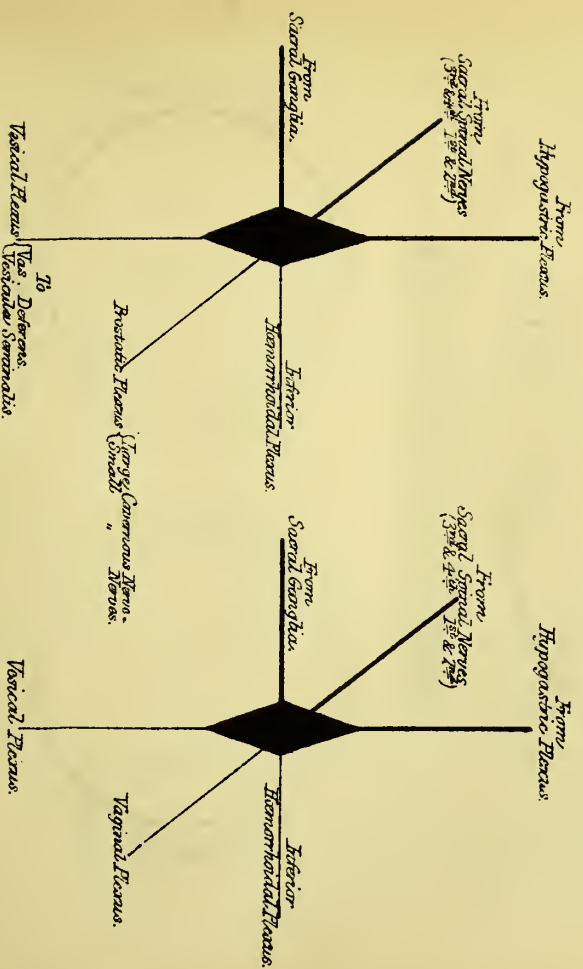 From
Hypogastric Plexus.
From
Sacral Spinal Nerves
(3rd & 4th 1st & 2nd)
From
Sacral Ganglia.
Inferior
Hæmorrhoidal Plexus.
Prostatic Plexus { Large, Cavernous Nerve.
Small „ Nerves.
To
Vesical Plexus { Vas, Deferens.
Vesiculæ Seminalis.
From
Hypogastric Plexus.
From
Sacral Spinal Nerves
(3rd & 4th 1st & 2nd)
From
Sacral Ganglia.
Inferior
Hæmorrhoidal Plexus.
Vaginal Plexus.
Vesical Plexus.